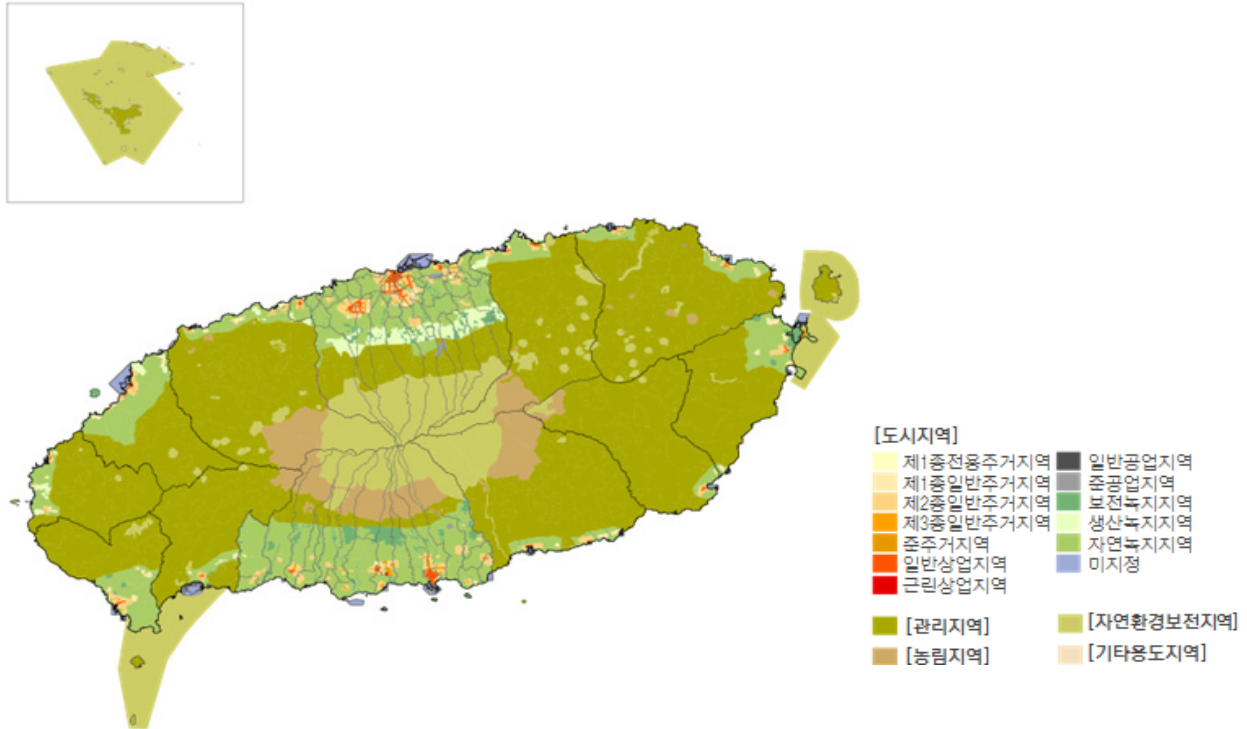 [도시지역]
제1종전용주거지역 일반공업지역
제1종일반주거지역 준공업지역
제2종일반주거지역 보전녹지지역
제3종일반주거지역 생산녹지지역
준주거지역 자연녹지지역
일반상업지역 미지정
근린상업지역
[관리지역] [자연환경보전지역]
[농림지역] [기타용도지역]